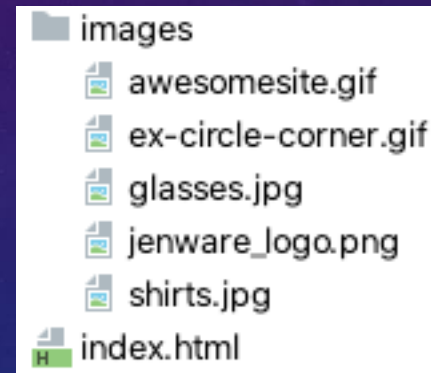 images
awesomesite.gif
ex-circle-corner.gif
glasses.jpg
jenware_logo.png
shirts.jpg
H index.html